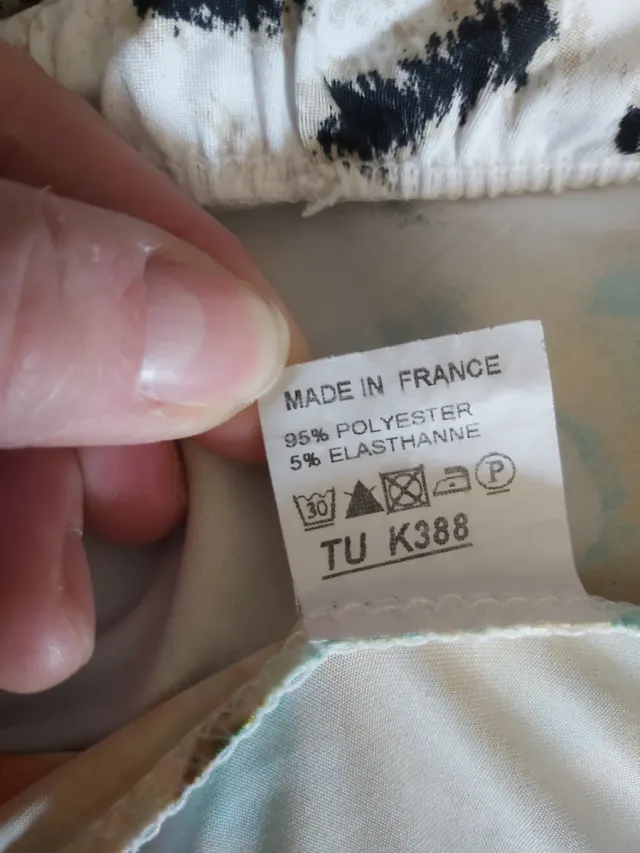 MADE IN FRANCE
95% POLYESTER
5% ELASTHANNE
30 P
TU K388